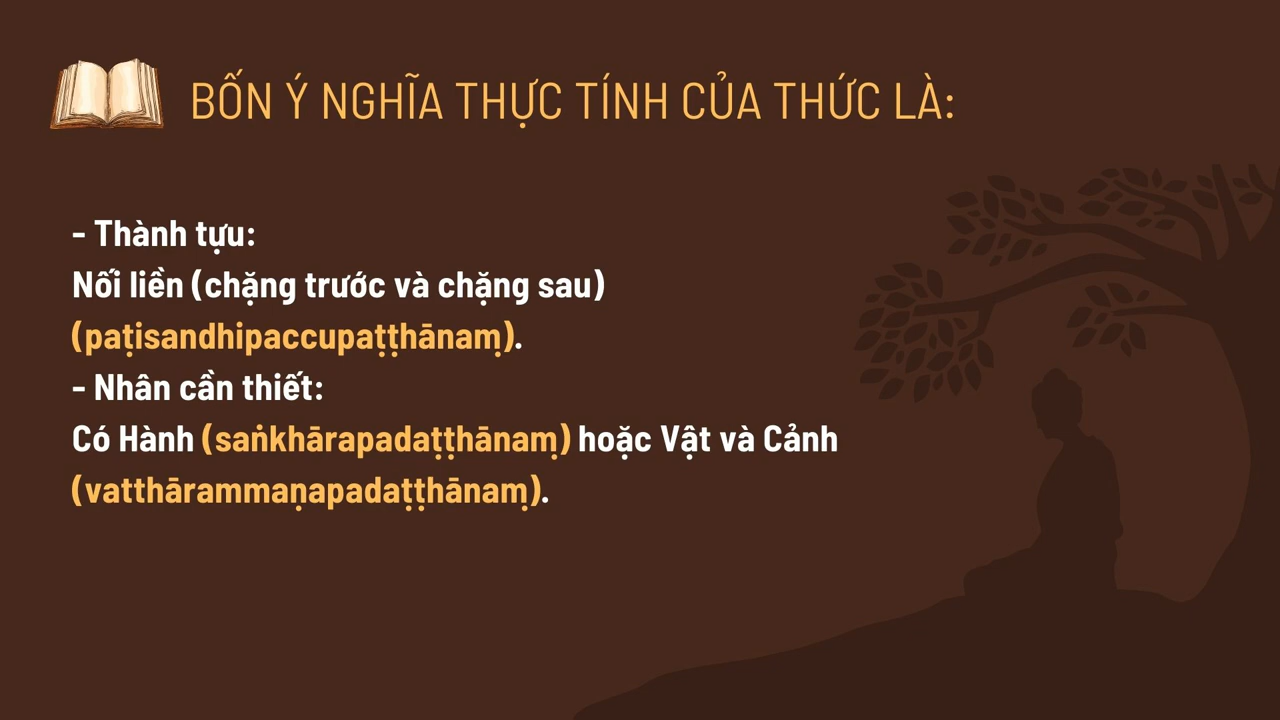 BỐN Ý NGHĨA THỰC TÍNH CỦA THỨC LÀ:
- Thành tựu:
Nối liền (chặng trước và chặng sau)
(paṭisandhipaccupaṭṭhānaṃ).
- Nhân cần thiết:
Có Hành (saṅkhārapadaṭṭhānaṃ) hoặc Vật và Cảnh
(vatthārammaṇapadaṭṭhānaṃ).